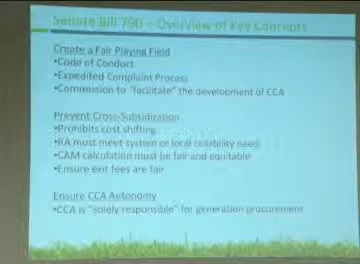 Senate Bill 790 – Overview of Key Concepts
Create a Fair Playing Field
•Code of Conduct
•Expedited Complaint Process
•Commission to "facilitate" the development of CCA
Prevent Cross-Subsidization
•Prohibits cost shifting
•RA must meet system or local reliability need
•CAM calculation must be fair and equitable
•Ensure exit fees are fair
Ensure CCA Autonomy
•CCA is "solely responsible" for generation procurement